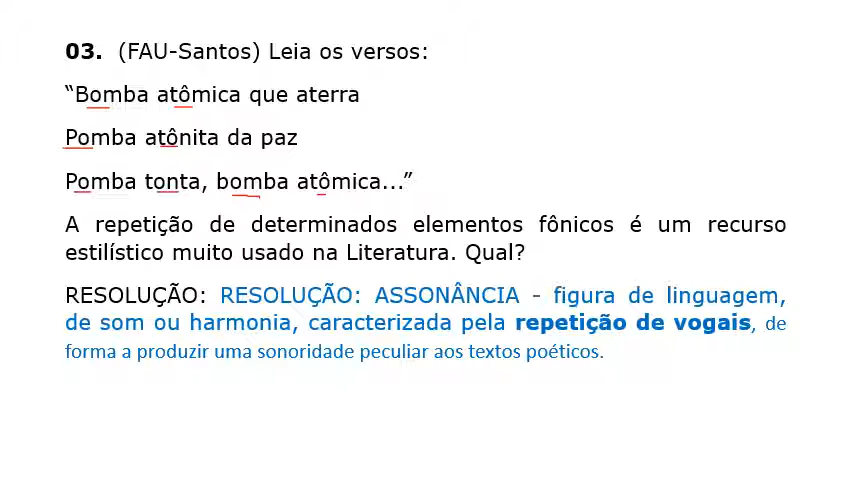 03. (FAU-Santos) Leia os versos:
“Bomba atômica que aterra
Pomba atônita da paz
Pomba tonta, bomba atômica...”
A repetição de determinados elementos fônicos é um recurso
estilístico muito usado na Literatura. Qual?
RESOLUÇÃO: RESOLUÇÃO: ASSONÂNCIA - figura de linguagem,
de som ou harmonia, caracterizada pela repetição de vogais, de
forma a produzir uma sonoridade peculiar aos textos poéticos.